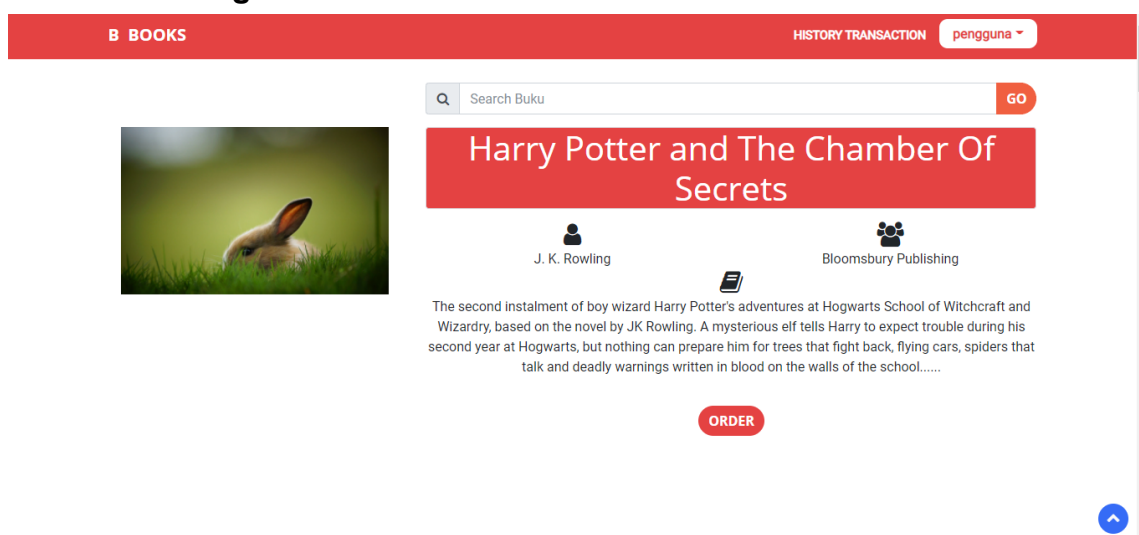 B BOOKS
HISTORY TRANSACTION
pengguna
Search Buku
GO
Harry Potter and The Chamber Of
Secrets
J. K. Rowling
Bloomsbury Publishing
The second instalment of boy wizard Harry Potter's adventures at Hogwarts School of Witchcraft and
Wizardry, based on the novel by JK Rowling. A mysterious elf tells Harry to expect trouble during his
second year at Hogwarts, but nothing can prepare him for trees that fight back, flying cars, spiders that
talk and deadly warnings written in blood on the walls of the school......
ORDER